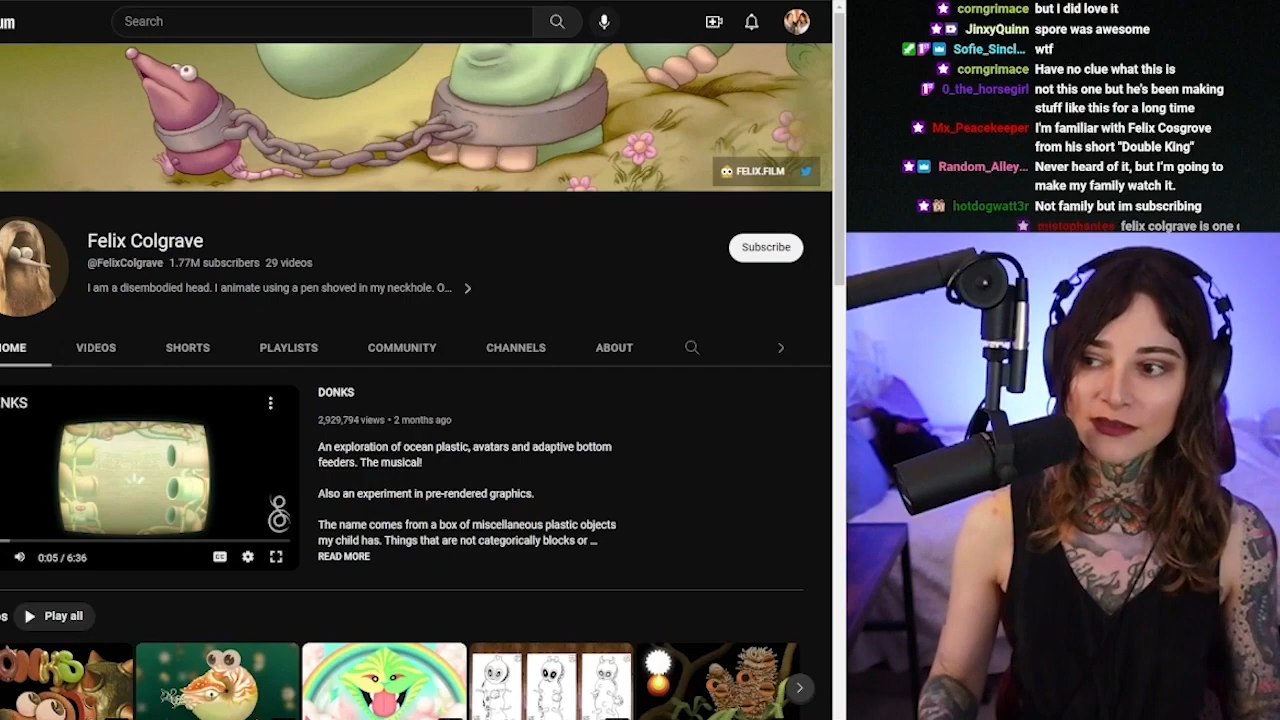 um
Search
FELIX.FILM
Felix Colgrave
@FelixColgrave 1.77M subscribers 29 videos
I am a disembodied head. I animate using a pen shoved in my neckhole. O...
OME
VIDEOS
SHORTS
PLAYLISTS
COMMUNITY
CHANNELS
ABOUT
NKS
0:05 / 6:36
DONKS
2,929,794 views • 2 months ago
An exploration of ocean plastic, avatars and adaptive bottom
feeders. The musical!
Also an experiment in pre-rendered graphics.
The name comes from a box of miscellaneous plastic objects
my child has. Things that are not categorically blocks or ...
READ MORE
s
Play all
corngrimace but I did love it
JinxyQuinn spore was awesome
Sofie_Sincl... wtf
corngrimace Have no clue what this is
0_the_horsegirl not this one but he's been making
stuff like this for a long time
Mx_Peacekeeper I'm familiar with Felix Cosgrove
from his short "Double King"
Random_Alley... Never heard of it, but I'm going to
make my family watch it.
hotdogwatt3r Not family but im subscribing
mistophantes felix colgrave is one